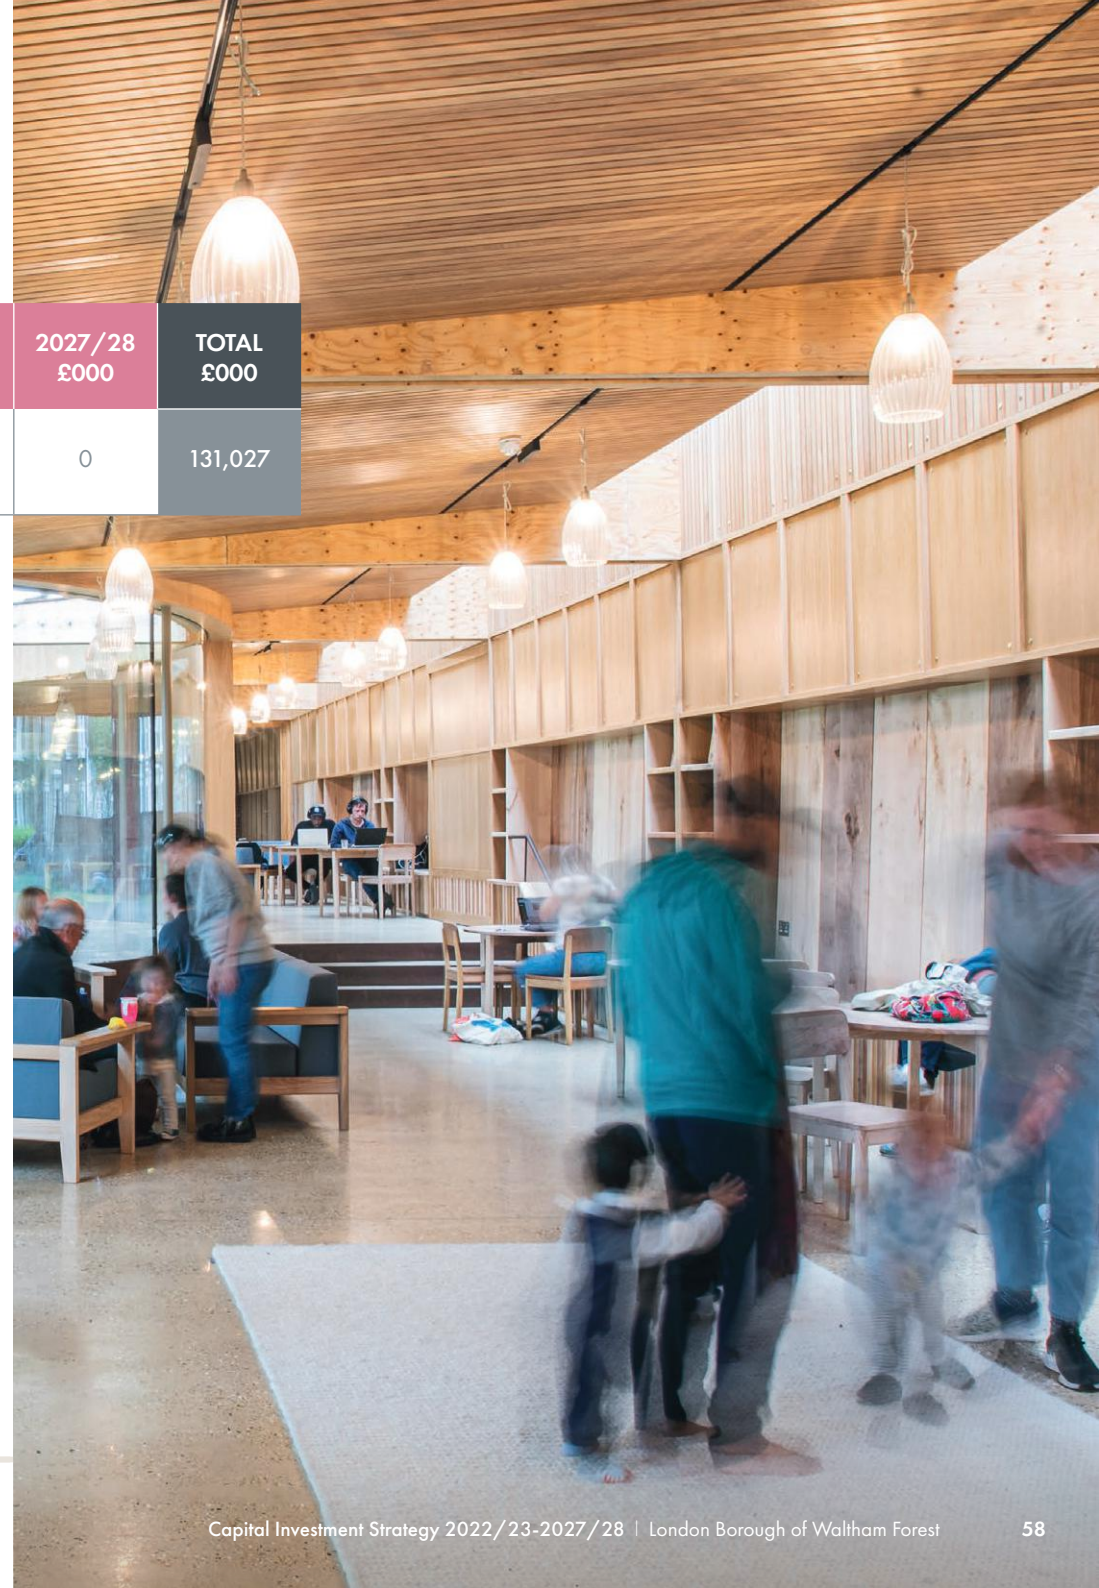 2027/28 TOTAL
£000 £000
0 131,027
Capital Investment Strategy 2022/23-2027/28 | London Borough of Waltham Forest 58